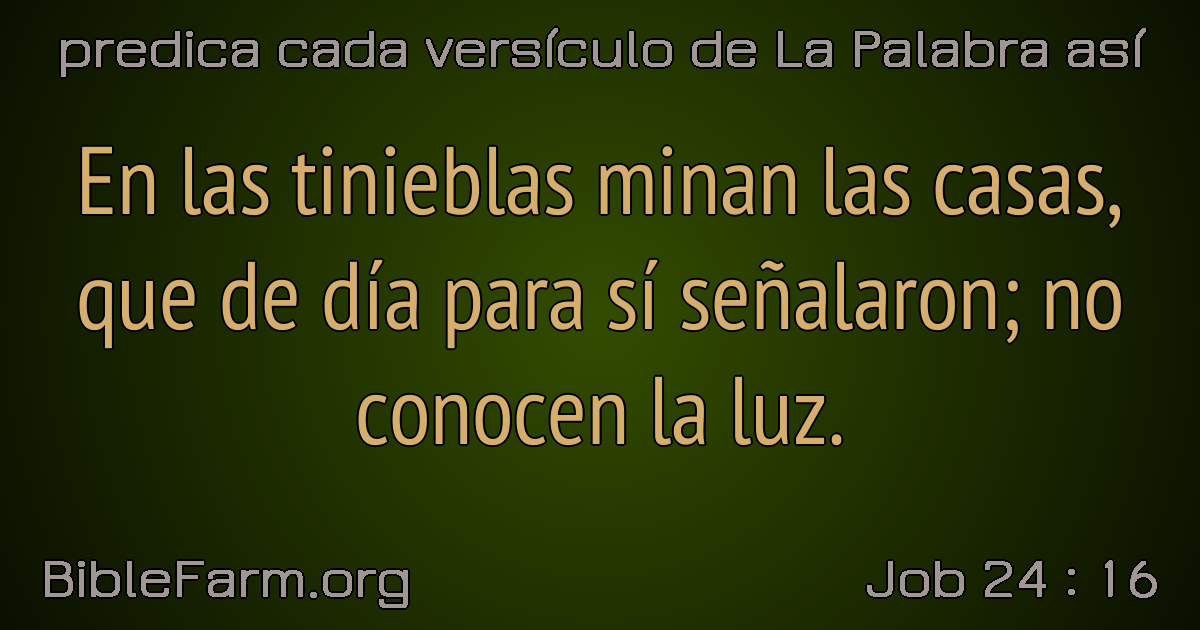 predica cada versículo de La Palabra así
En las tinieblas minan las casas,
que de día para sí señalaron; no
conocen la luz.
BibleFarm.org
Job 24 : 16